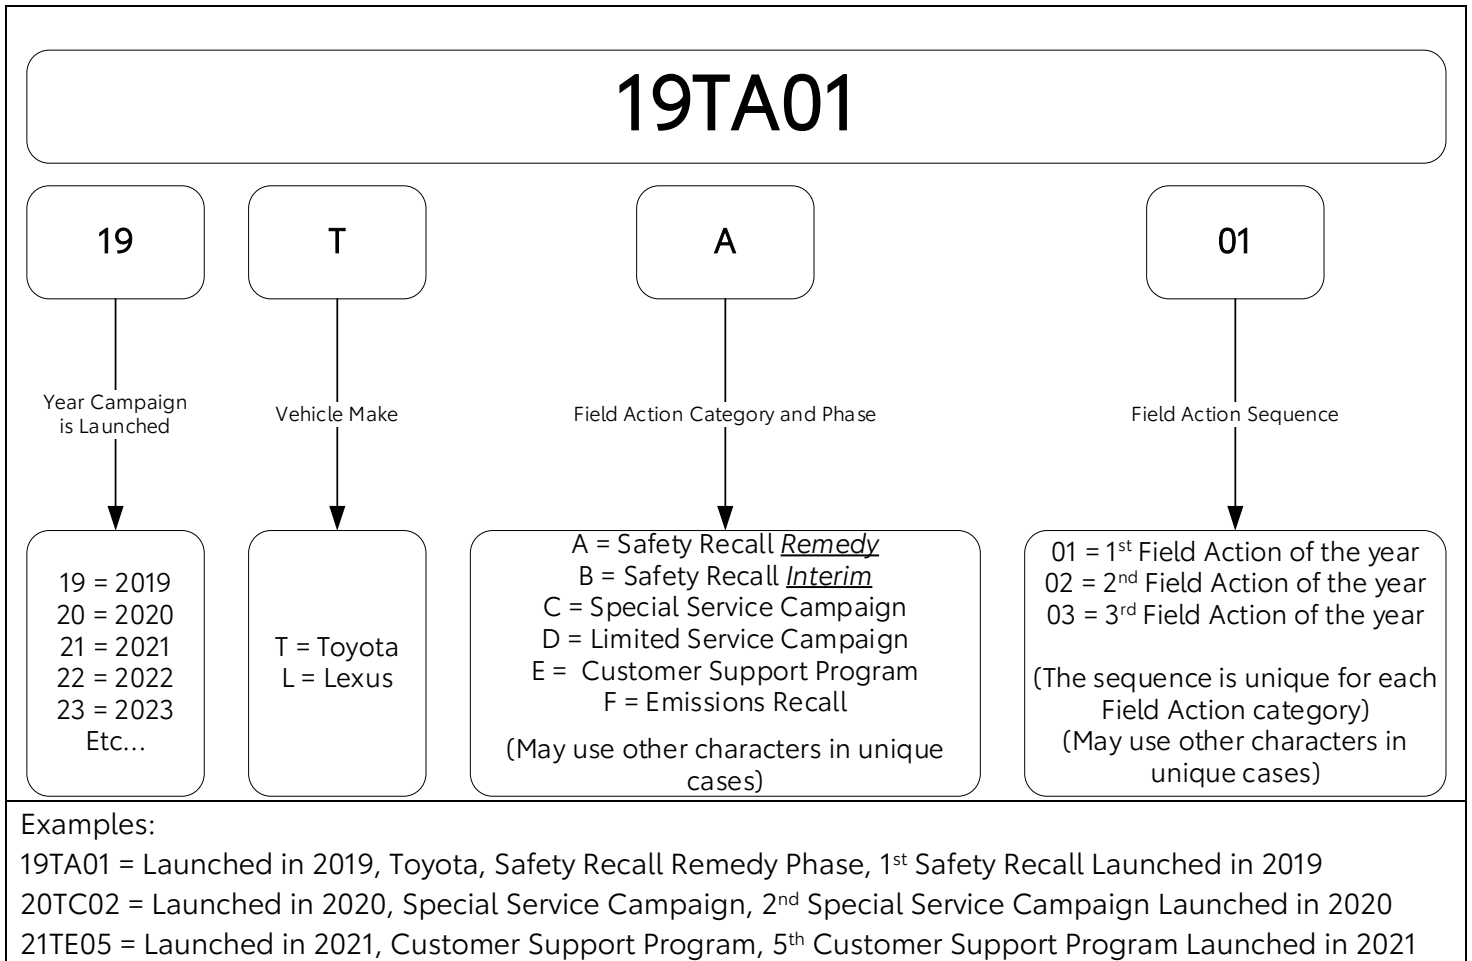 19TA01
19
T
A
01
Year Campaign
is Launched
Vehicle Make
Field Action Category and Phase
Field Action Sequence
19 = 2019
20 = 2020
21 = 2021
22 = 2022
23 = 2023
Etc...
T = Toyota
L = Lexus
A = Safety Recall Remedy
B = Safety Recall Interim
C = Special Service Campaign
D = Limited Service Campaign
E =  Customer Support Program
F = Emissions Recall
(May use other characters in unique
cases)
01 = 1st Field Action of the year
02 = 2nd Field Action of the year
03 = 3rd Field Action of the year
(The sequence is unique for each
Field Action category)
(May use other characters in
unique cases)
Examples:
19TA01 = Launched in 2019, Toyota, Safety Recall Remedy Phase, 1st Safety Recall Launched in 2019
20TC02 = Launched in 2020, Special Service Campaign, 2nd Special Service Campaign Launched in 2020
21TE05 = Launched in 2021, Customer Support Program, 5th Customer Support Program Launched in 2021